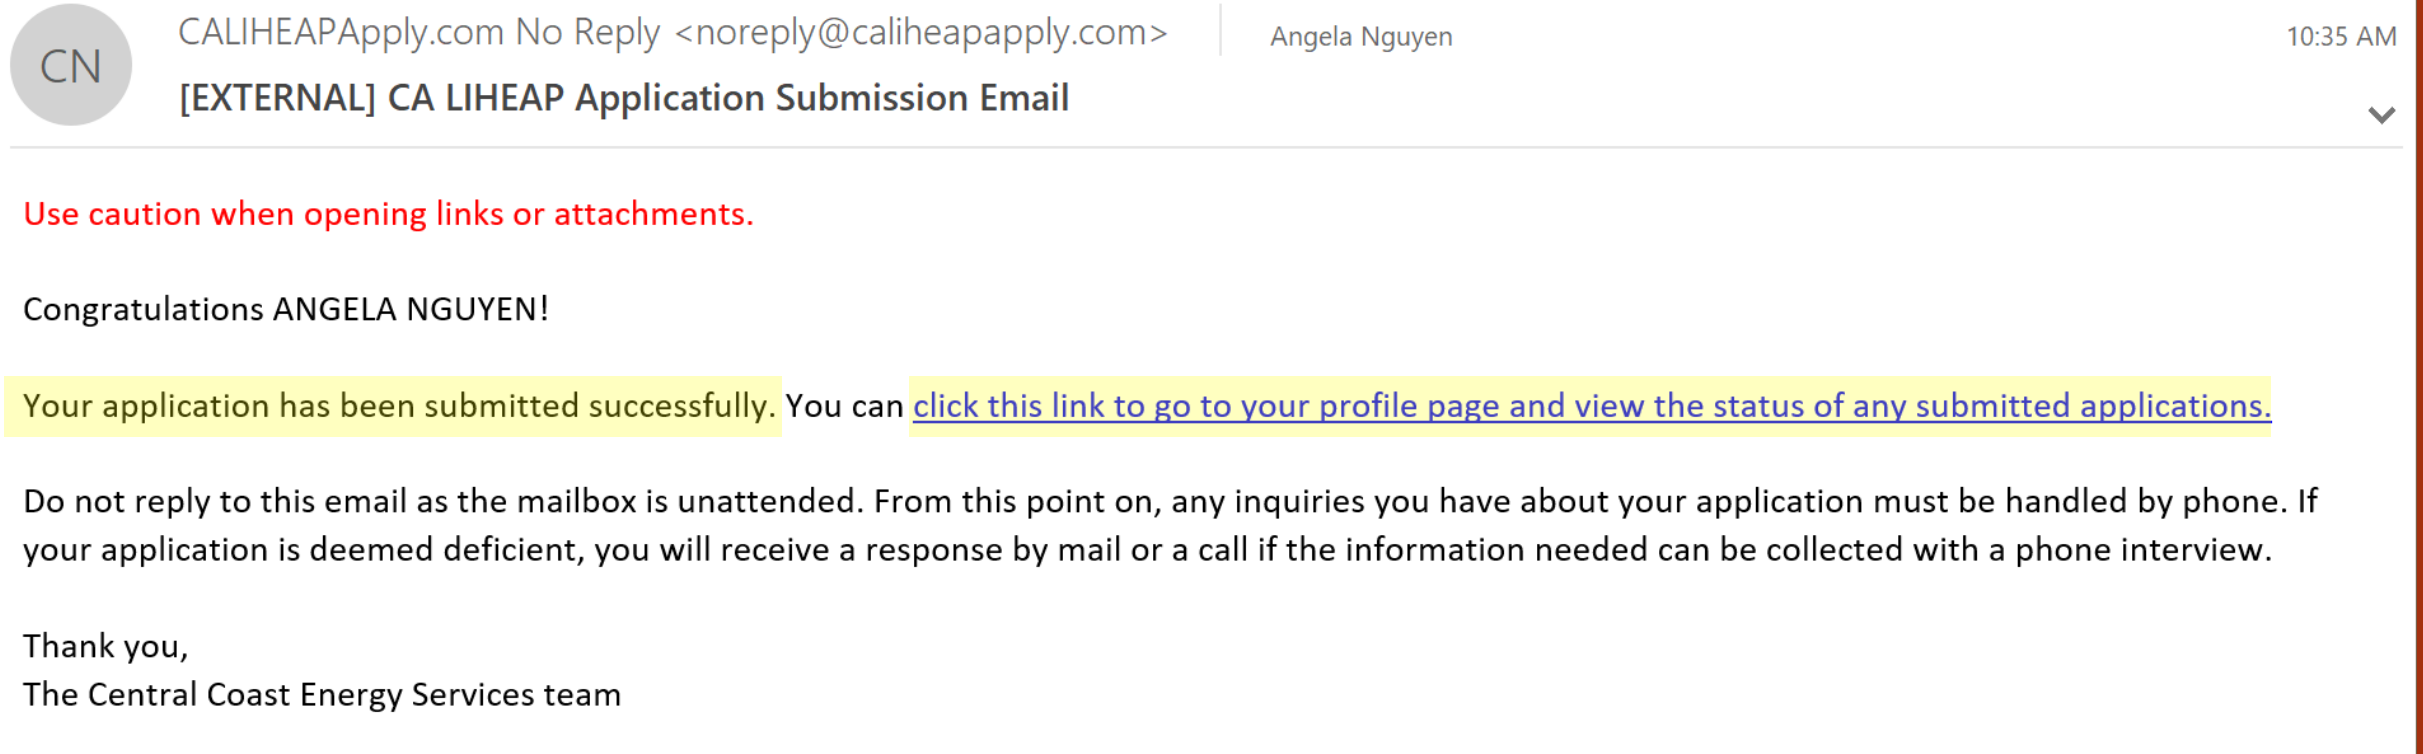 CN
CALIHEAPApply.com No Reply <noreply@caliheapapply.com>
Angela Nguyen
10:35 AM
[EXTERNAL] CA LIHEAP Application Submission Email
Use caution when opening links or attachments.
Congratulations ANGELA NGUYEN!
Your application has been submitted successfully. You can click this link to go to your profile page and view the status of any submitted applications.
Do not reply to this email as the mailbox is unattended. From this point on, any inquiries you have about your application must be handled by phone. If
your application is deemed deficient, you will receive a response by mail or a call if the information needed can be collected with a phone interview.
Thank you,
The Central Coast Energy Services team